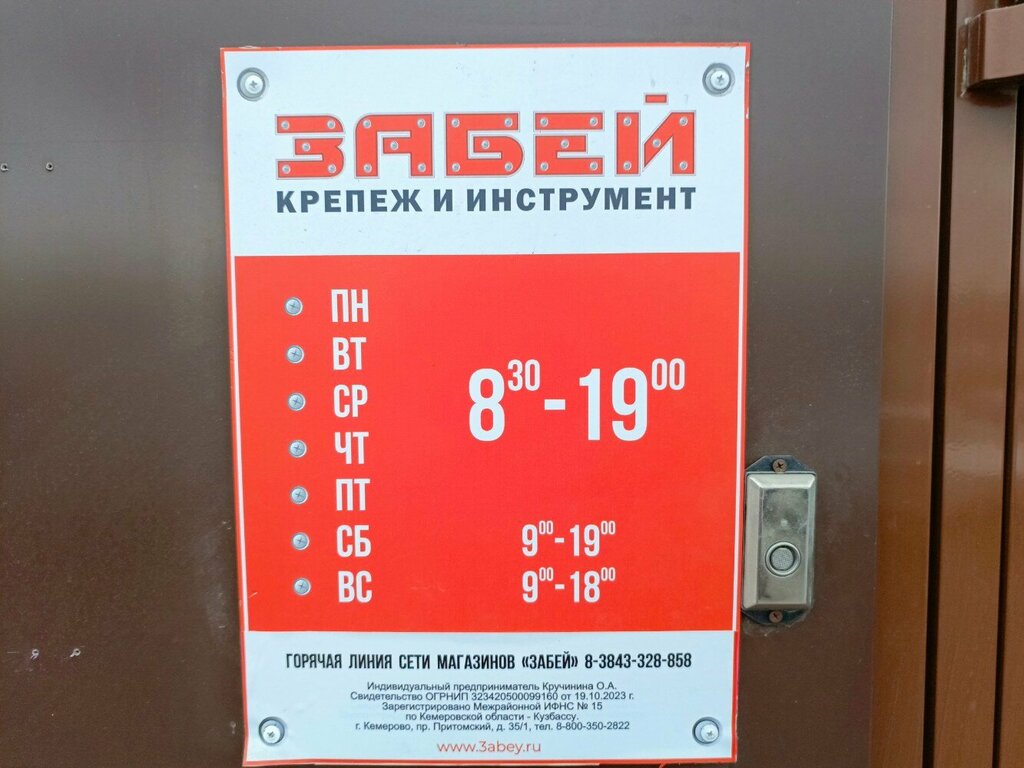 ЗАБЕЙ
КРЕПЕЖ И ИНСТРУМЕНТ
ПН
ВТ
СР
8³⁰-19⁰⁰
ЧТ
ПТ
СБ 9⁰⁰-19⁰⁰
ВС 9⁰⁰-18⁰⁰
ГОРЯЧАЯ ЛИНИЯ СЕТИ МАГАЗИНОВ «ЗАБЕЙ» 8-3843-328-858
Индивидуальный предприниматель Кручинина О.А.
Свидетельство ОГРНИП 323420500099160 от 19.10.2023 г.
Зарегистрировано Межрайонной ИФНС № 15
по Кемеровской области - Кузбассу.
г. Кемерово, пр. Притомский, д. 35/1, тел. 8-800-350-2822
www.3abey.ru